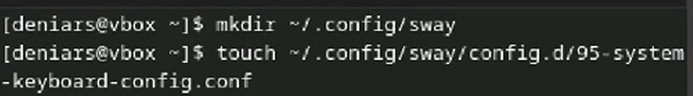 [deniars@vbox ~]$ mkdir ~/.config/sway
[deniars@vbox ~]$ touch ~/.config/sway/config.d/95-system
-keyboard-config.conf